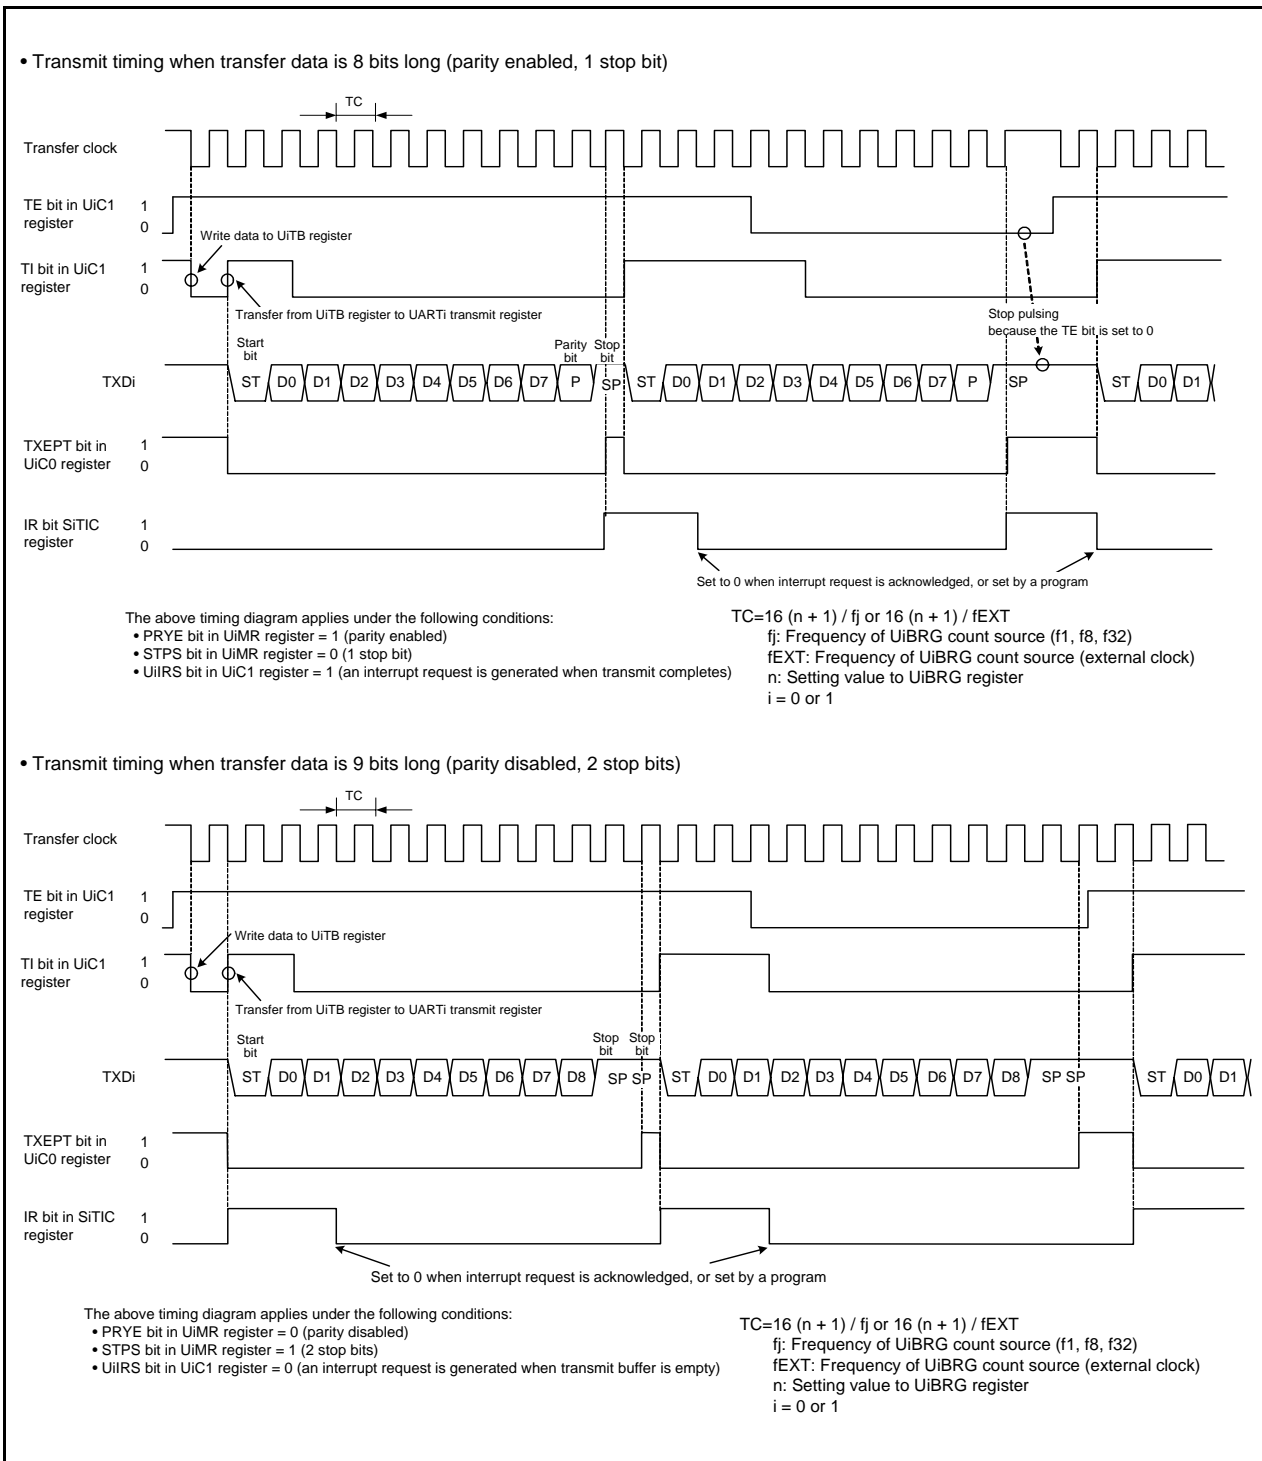 • Transmit timing when transfer data is 8 bits long (parity enabled, 1 stop bit)
TC
Transfer clock
TE bit in UiC1
register
1
0
Write data to UiTB register
TI bit in UiC1
register
1
0
Transfer from UiTB register to UARTi transmit register
Stop pulsing
because the TE bit is set to 0
Start
bit
Parity
bit
Stop
bit
TXDi
ST D0 D1 D2 D3 D4 D5 D6 D7 P SP ST D0 D1 D2 D3 D4 D5 D6 D7 P SP ST D0 D1
TXEPT bit in
UiC0 register
1
0
IR bit SiTIC
register
1
0
Set to 0 when interrupt request is acknowledged, or set by a program
The above timing diagram applies under the following conditions:
• PRYE bit in UiMR register = 1 (parity enabled)
• STPS bit in UiMR register = 0 (1 stop bit)
• UiIRS bit in UiC1 register = 1 (an interrupt request is generated when transmit completes)
TC=16 (n + 1) / fj or 16 (n + 1) / fEXT
fj: Frequency of UiBRG count source (f1, f8, f32)
fEXT: Frequency of UiBRG count source (external clock)
n: Setting value to UiBRG register
i = 0 or 1
• Transmit timing when transfer data is 9 bits long (parity disabled, 2 stop bits)
TC
Transfer clock
TE bit in UiC1
register
1
0
Write data to UiTB register
TI bit in UiC1
register
1
0
Transfer from UiTB register to UARTi transmit register
Start
bit
Stop
bit
Stop
bit
TXDi
ST D0 D1 D2 D3 D4 D5 D6 D7 D8 SP SP ST D0 D1 D2 D3 D4 D5 D6 D7 D8 SP SP ST D0 D1
TXEPT bit in
UiC0 register
1
0
IR bit in SiTIC
register
1
0
Set to 0 when interrupt request is acknowledged, or set by a program
The above timing diagram applies under the following conditions:
• PRYE bit in UiMR register = 0 (parity disabled)
• STPS bit in UiMR register = 1 (2 stop bits)
• UiIRS bit in UiC1 register = 0 (an interrupt request is generated when transmit buffer is empty)
TC=16 (n + 1) / fj or 16 (n + 1) / fEXT
fj: Frequency of UiBRG count source (f1, f8, f32)
fEXT: Frequency of UiBRG count source (external clock)
n: Setting value to UiBRG register
i = 0 or 1